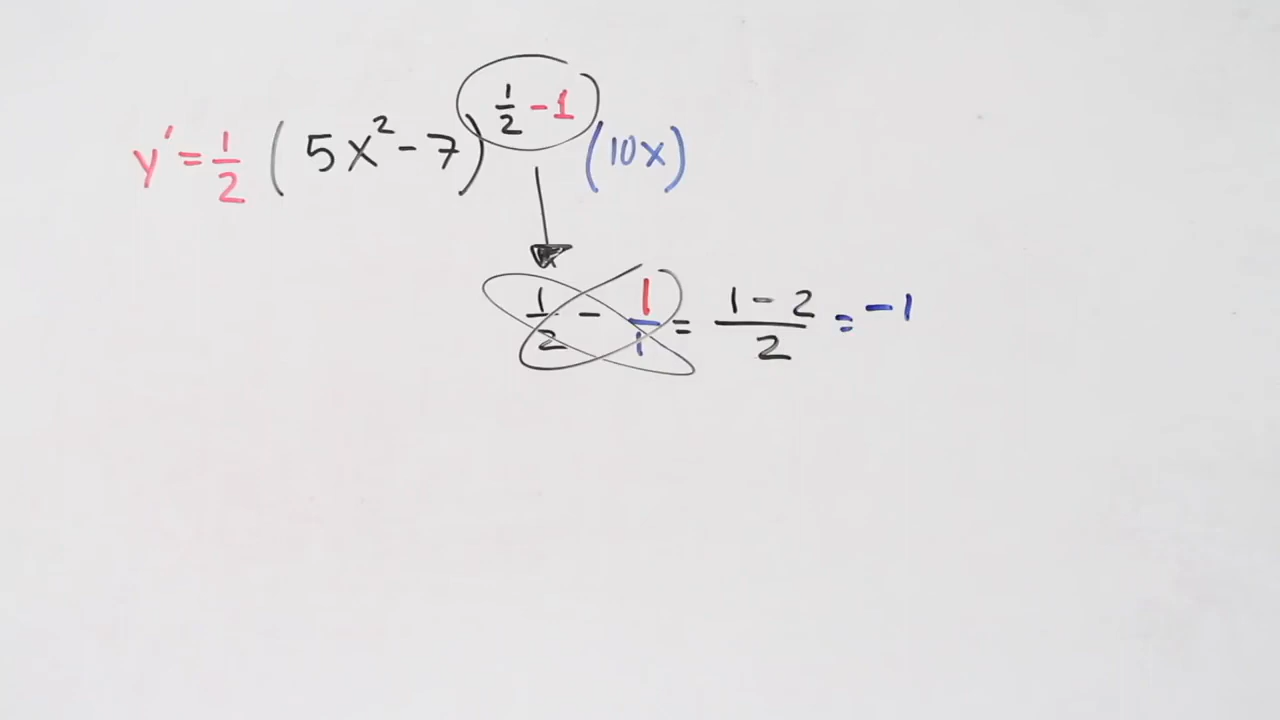 y' = 1/2 (5x² - 7)^(1/2 - 1) (10x)
1/2 - 1/1 = (1 - 2)/2 = -1